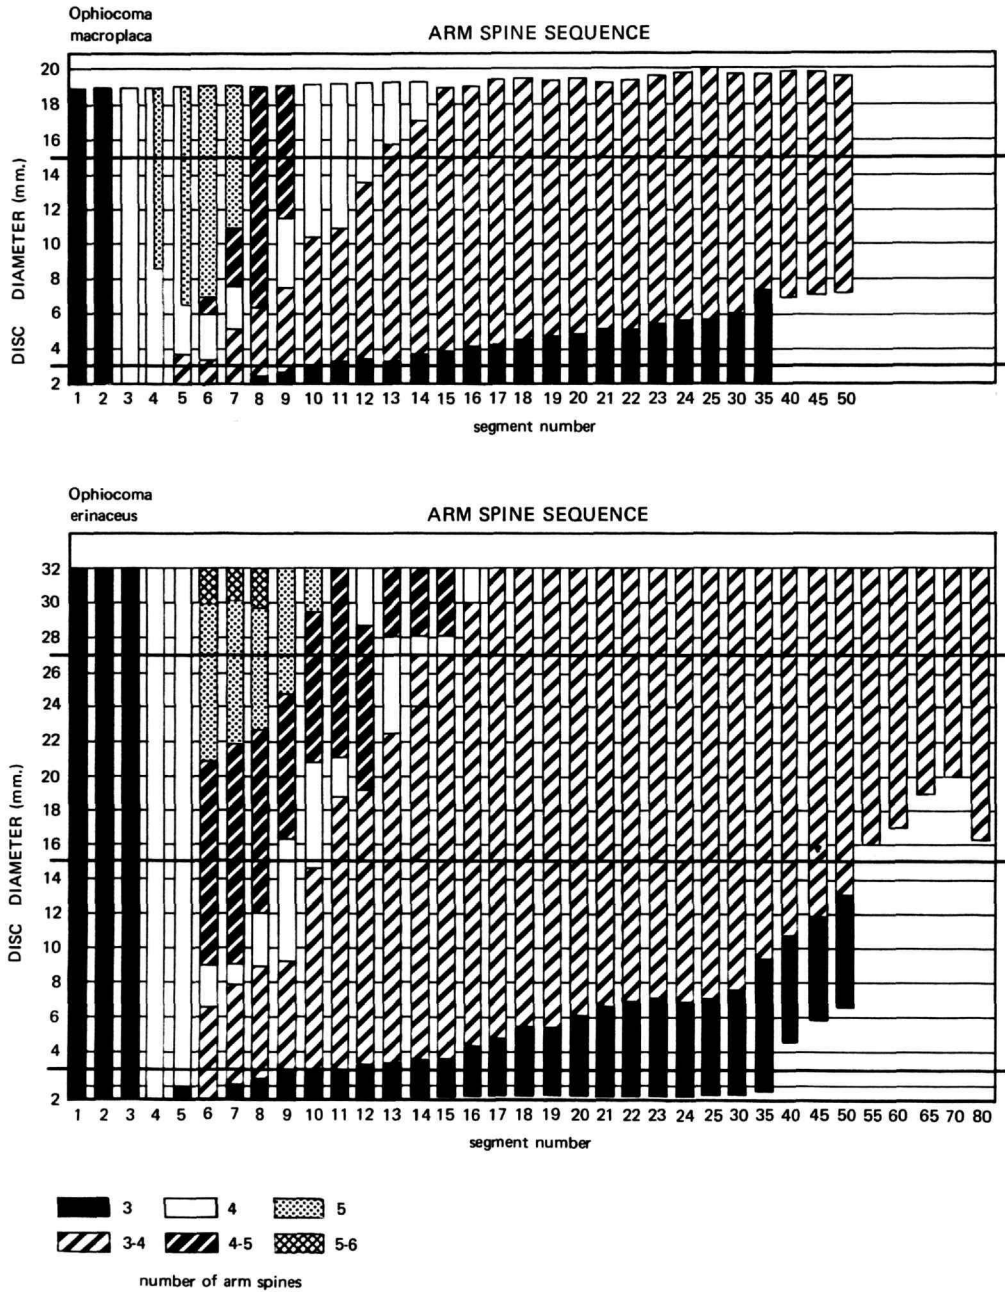 Ophiocoma
macroplaca
ARM SPINE SEQUENCE
DISC DIAMETER (mm.)
20
18
16
14
12
10
8
6
4
2
1 2 3 4 5 6 7 8 9 10 11 12 13 14 15 16 17 18 19 20 21 22 23 24 25 30 35 40 45 50
segment number
Ophiocoma
erinaceus
ARM SPINE SEQUENCE
DISC DIAMETER (mm.)
32
30
28
26
24
22
20
18
16
14
12
10
8
6
4
2
1 2 3 4 5 6 7 8 9 10 11 12 13 14 15 16 17 18 19 20 21 22 23 24 25 30 35 40 45 50 55 60 65 70 80
segment number
3 4 5
3-4 4-5 5-6
number of arm spines